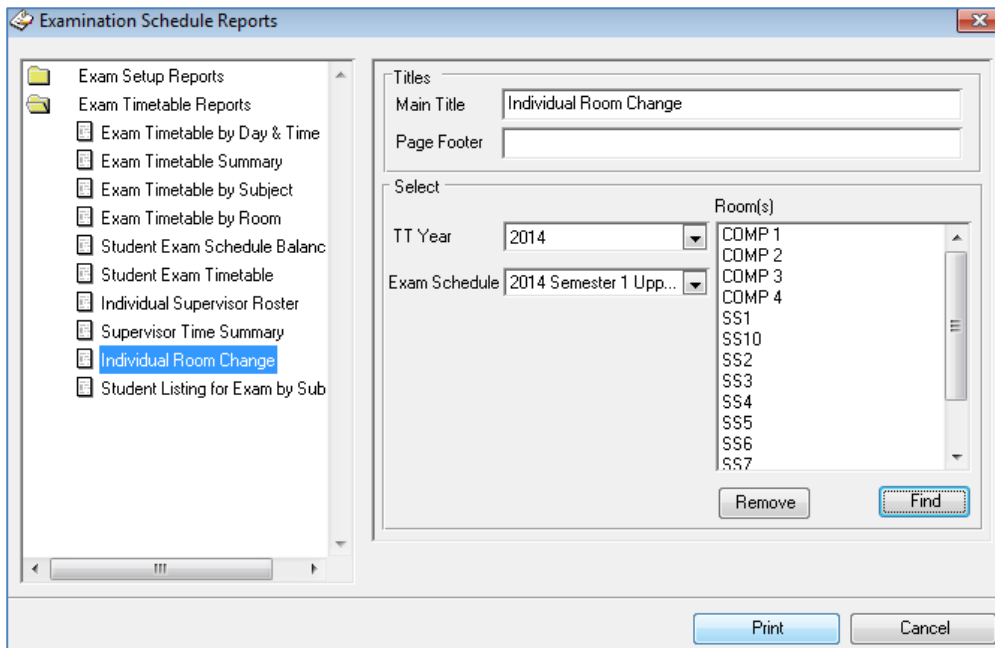 Examination Schedule Reports
Exam Setup Reports
Exam Timetable Reports
Exam Timetable by Day & Time
Exam Timetable Summary
Exam Timetable by Subject
Exam Timetable by Room
Student Exam Schedule Balanc
Student Exam Timetable
Individual Supervisor Roster
Supervisor Time Summary
Individual Room Change
Student Listing for Exam by Sub
Titles
Main Title Individual Room Change
Page Footer
Select
Room(s)
TT Year 2014
Exam Schedule 2014 Semester 1 Upp...
COMP 1
COMP 2
COMP 3
COMP 4
SS1
SS10
SS2
SS3
SS4
SS5
SS6
SS7
Remove Find
Print Cancel